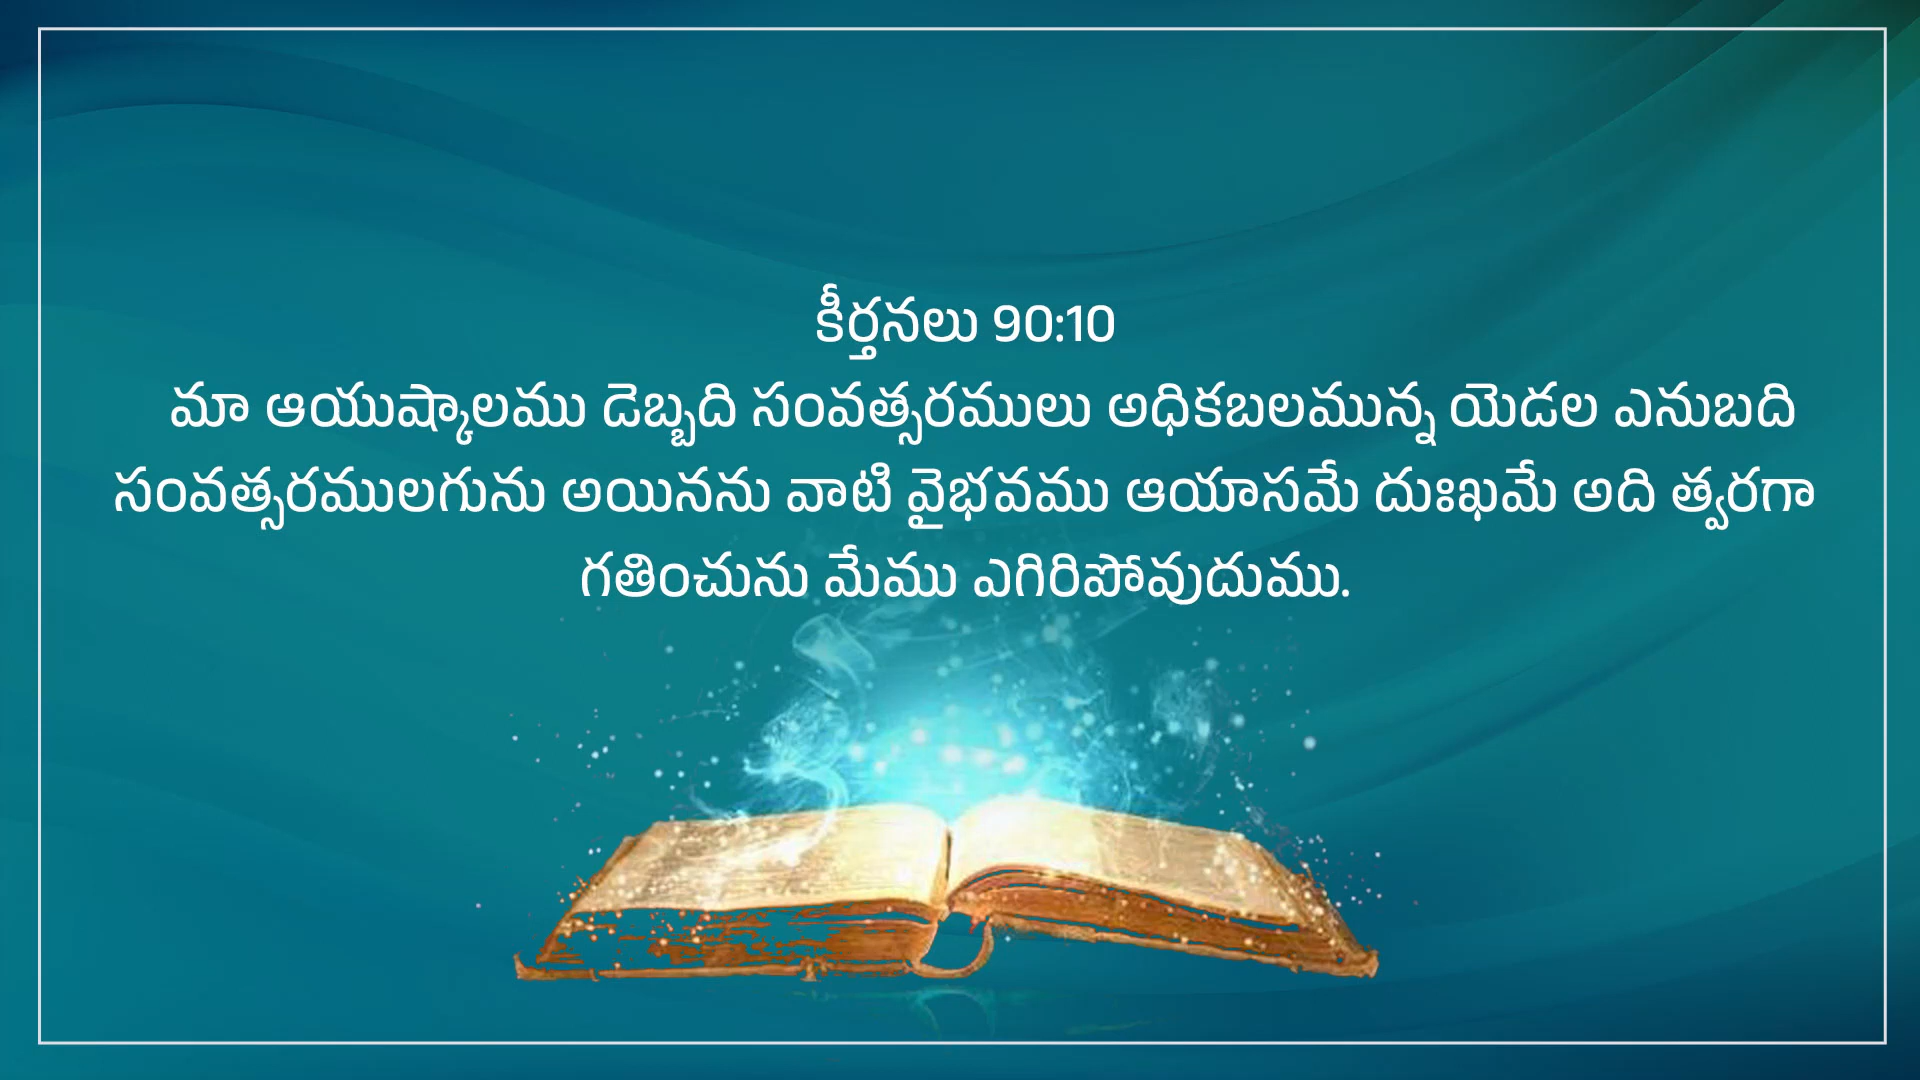 కీర్తనలు 90:10
మా ఆయుష్కాలము డెబ్బది సంవత్సరములు అధికబలమున్న యెడల ఎనుబది
సంవత్సరములగును అయినను వాటి వైభవము ఆయాసమే దుఃఖమే అది త్వరగా
గతించును మేము ఎగిరిపోవుదుము.